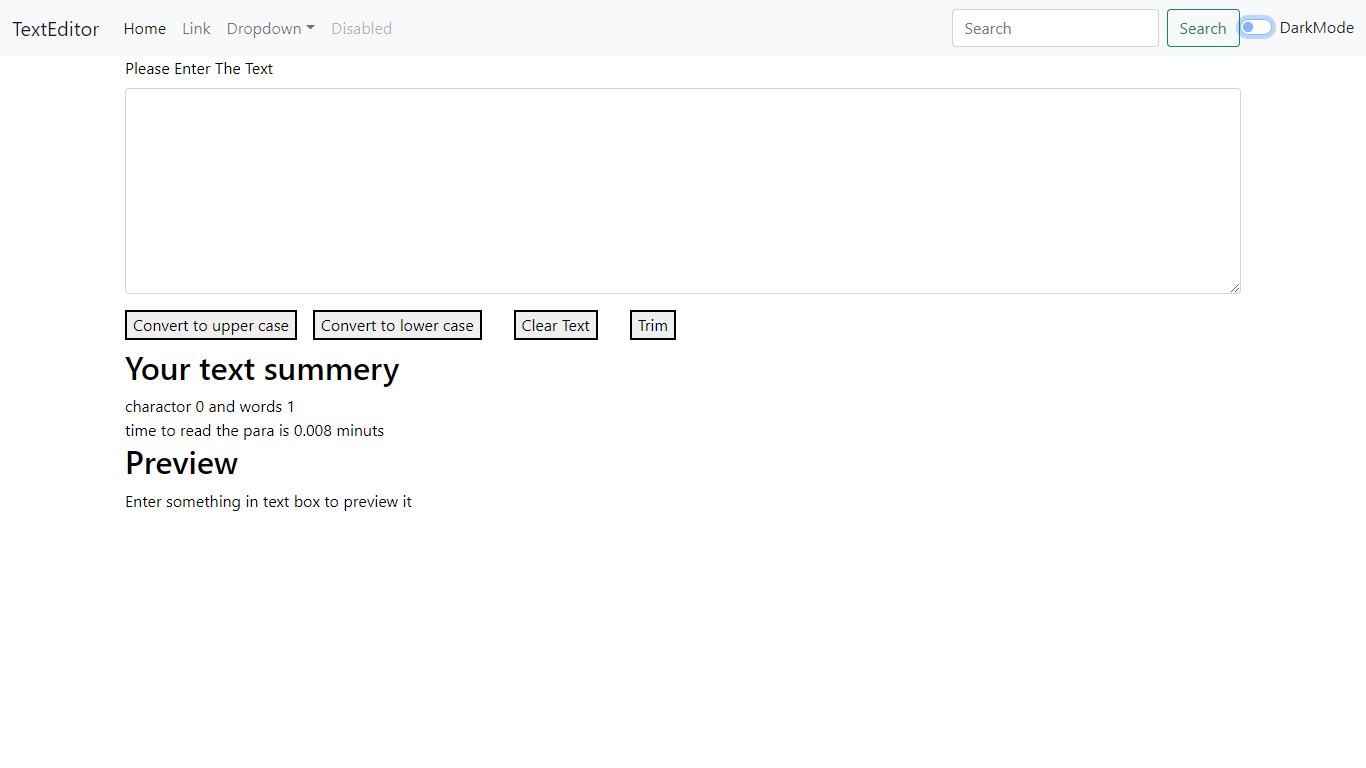 TextEditor Home Link Dropdown Disabled Search Search DarkMode
Please Enter The Text
Convert to upper case Convert to lower case Clear Text Trim
Your text summery
charactor 0 and words 1
time to read the para is 0.008 minuts
Preview
Enter something in text box to preview it